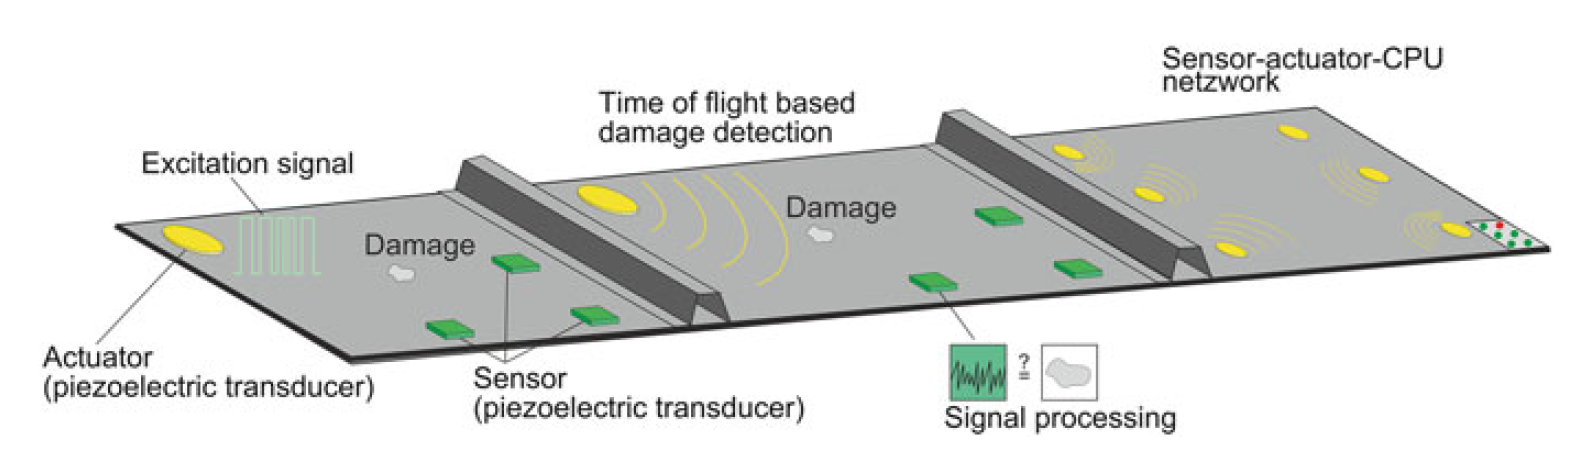 Sensor-actuator-CPU
netzwork
Time of flight based
damage detection
Excitation signal
Damage
Damage
Actuator
(piezoelectric transducer)
Sensor
(piezoelectric transducer)
?
=
Signal processing